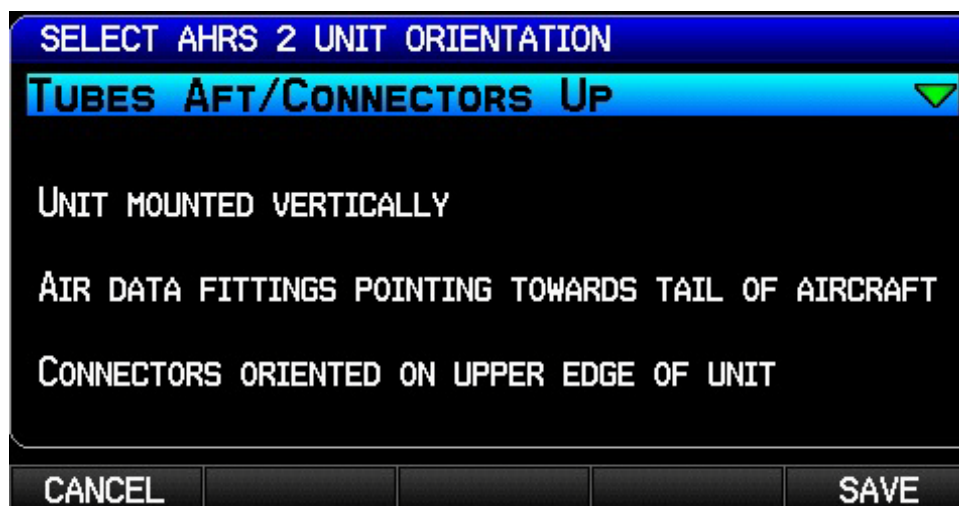 SELECT AHRS 2 UNIT ORIENTATION
TUBES AFT/CONNECTORS UP
UNIT MOUNTED VERTICALLY
AIR DATA FITTINGS POINTING TOWARDS TAIL OF AIRCRAFT
CONNECTORS ORIENTED ON UPPER EDGE OF UNIT
CANCEL SAVE